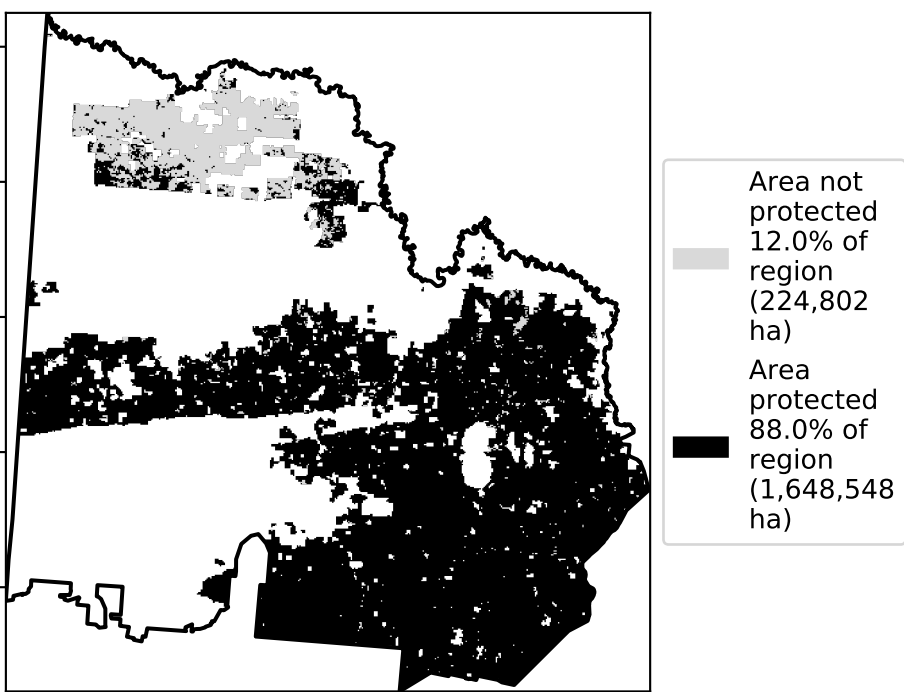 Area not
protected
12.0% of
region
(224,802
ha)
Area
protected
88.0% of
region
(1,648,548
ha)